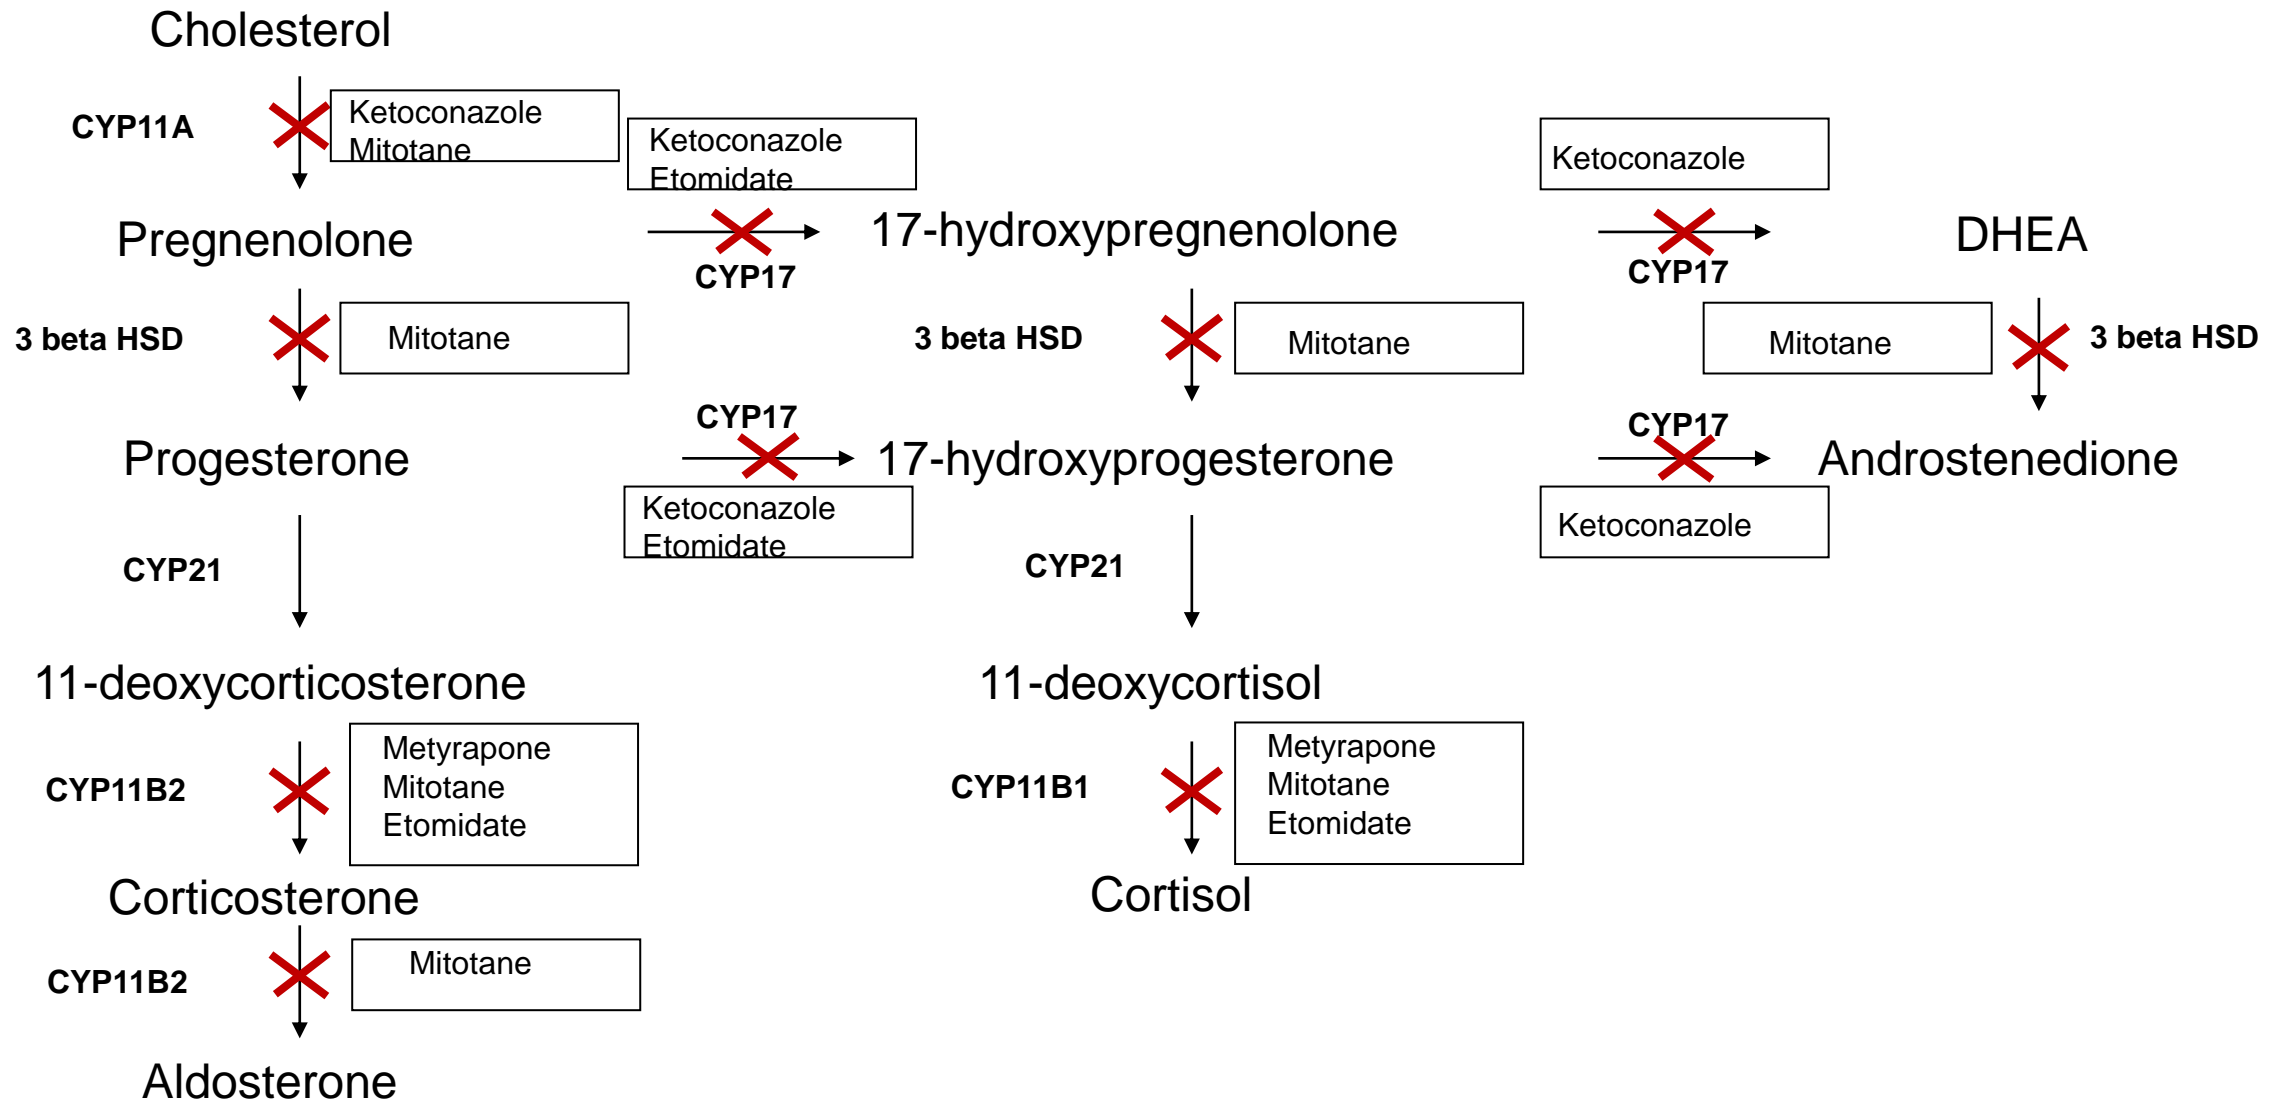 Cholesterol
CYP11A
Ketoconazole
Mitotane
Ketoconazole
Etomidate
Ketoconazole
Pregnenolone
CYP17
17-hydroxypregnenolone
CYP17
DHEA
3 beta HSD
Mitotane
3 beta HSD
Mitotane
Mitotane
3 beta HSD
Progesterone
CYP17
Ketoconazole
Etomidate
17-hydroxyprogesterone
CYP17
Ketoconazole
Androstenedione
CYP21
CYP21
11-deoxycorticosterone
11-deoxycortisol
CYP11B2
Metyrapone
Mitotane
Etomidate
CYP11B1
Metyrapone
Mitotane
Etomidate
Corticosterone
Cortisol
CYP11B2
Mitotane
Aldosterone